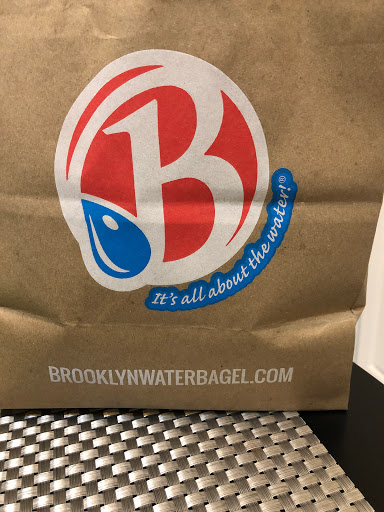 B
It's all about the water!®
BROOKLYNWATERBAGEL.COM